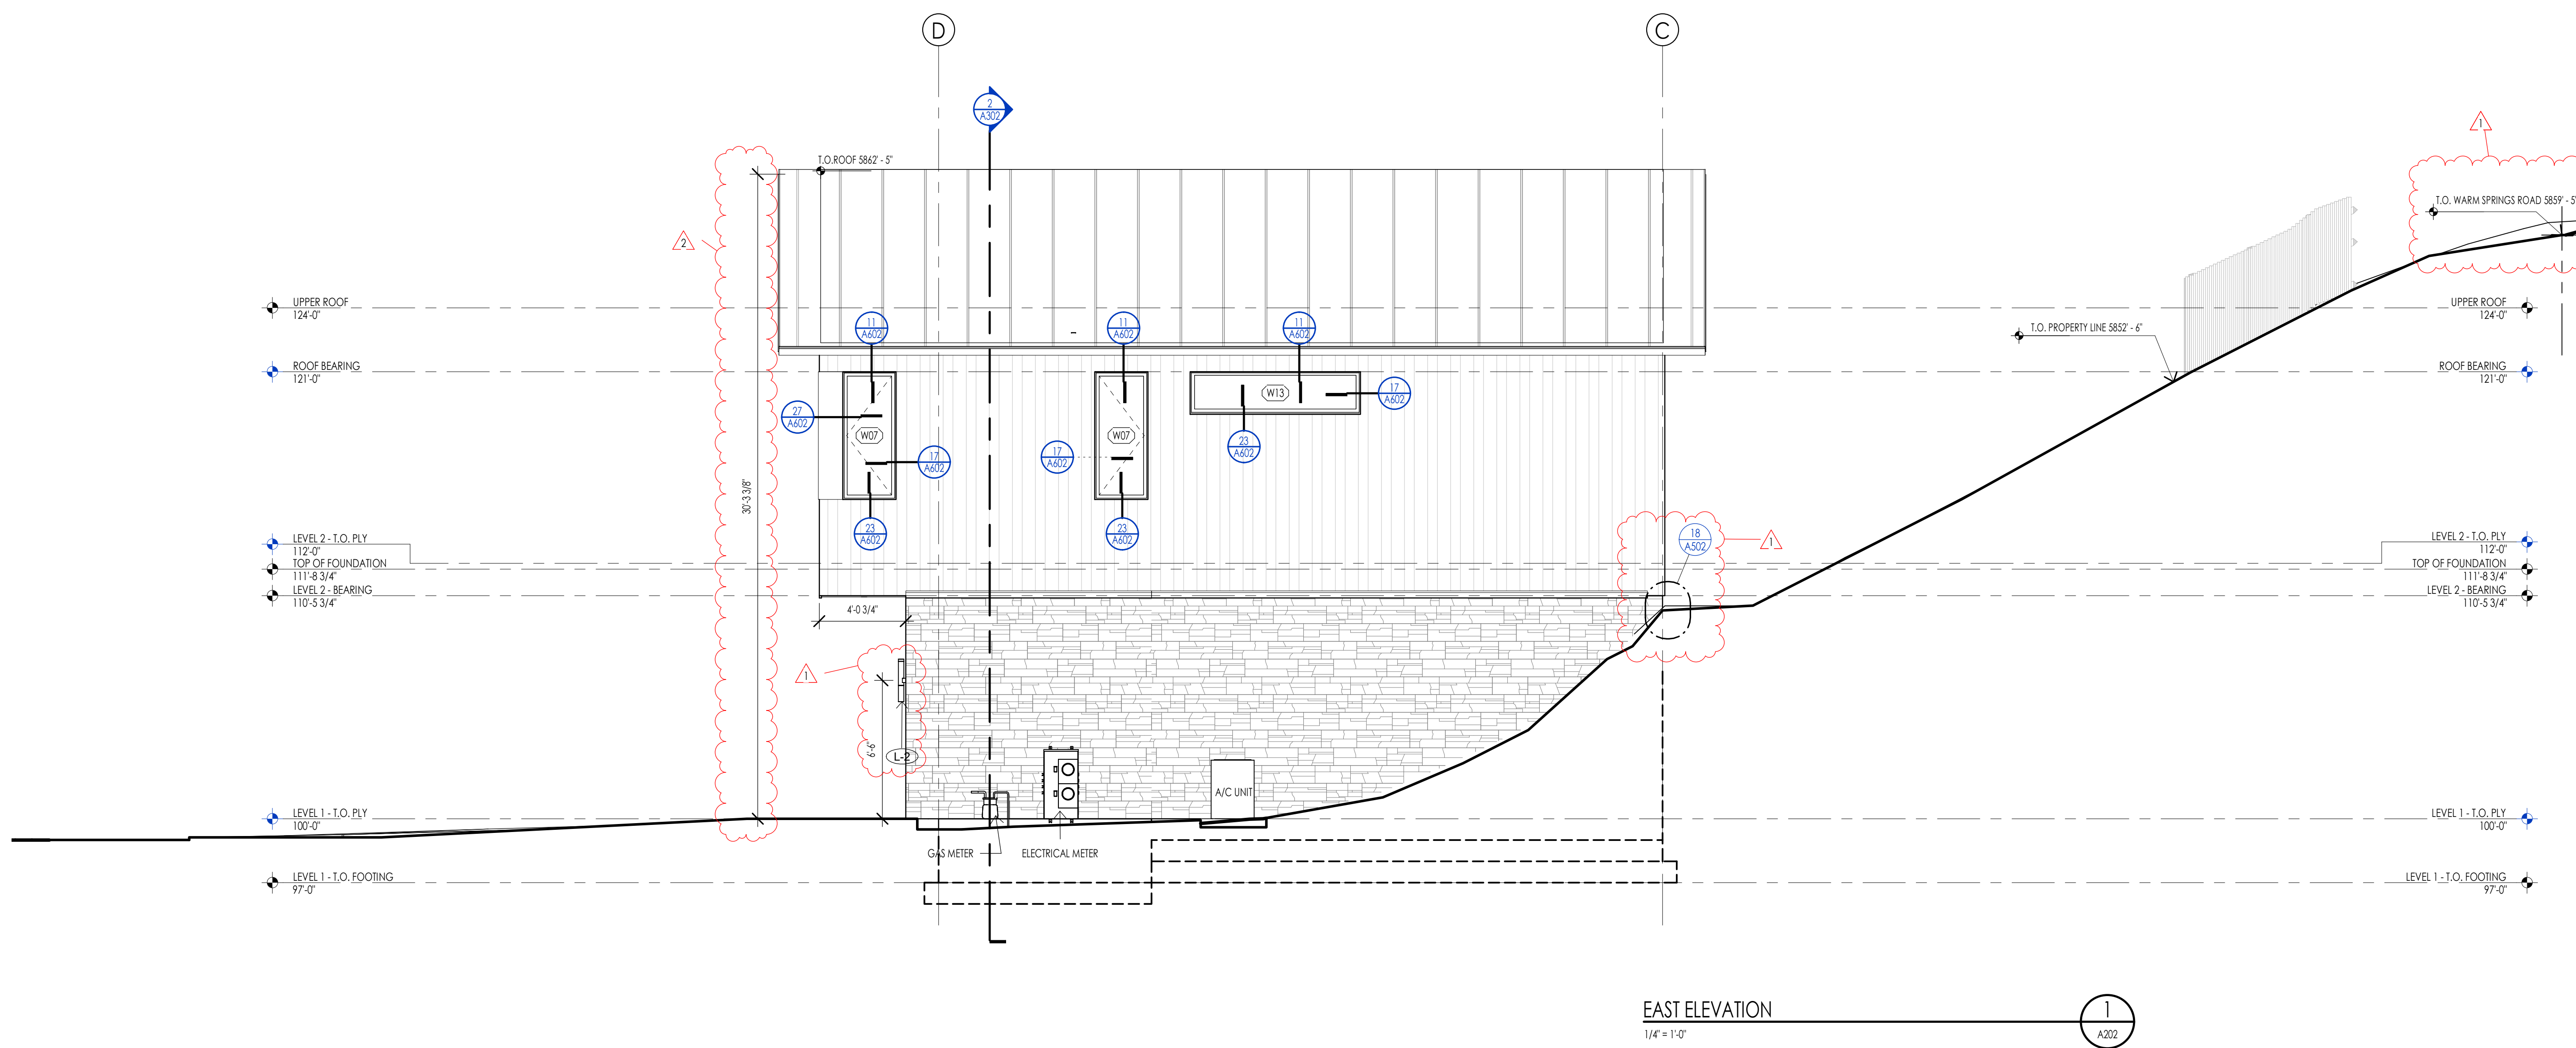 D
C
2
A302
1
T.O.ROOF 5862' - 5"
T.O. WARM SPRINGS ROAD 5859' - 5"
2
UPPER ROOF
124'-0"
UPPER ROOF
124'-0"
11
A602
11
A602
11
A602
T.O. PROPERTY LINE 5852' - 6"
ROOF BEARING
121'-0"
ROOF BEARING
121'-0"
27
A602
W07
17
A602
23
A602
17
A602
W07
23
A602
W13
17
A602
23
A602
30'-3 3/8"
LEVEL 2 - T.O. PLY
112'-0"
TOP OF FOUNDATION
111'-8 3/4"
LEVEL 2 - BEARING
110'-5 3/4"
18
A502
1
LEVEL 2 - T.O. PLY
112'-0"
TOP OF FOUNDATION
111'-8 3/4"
LEVEL 2 - BEARING
110'-5 3/4"
4'-0 3/4"
1
6'-6"
L-2
A/C UNIT
LEVEL 1 - T.O. PLY
100'-0"
LEVEL 1 - T.O. PLY
100'-0"
GAS METER
ELECTRICAL METER
LEVEL 1 - T.O. FOOTING
97'-0"
LEVEL 1 - T.O. FOOTING
97'-0"
EAST ELEVATION
1/4" = 1'-0"
1
A202